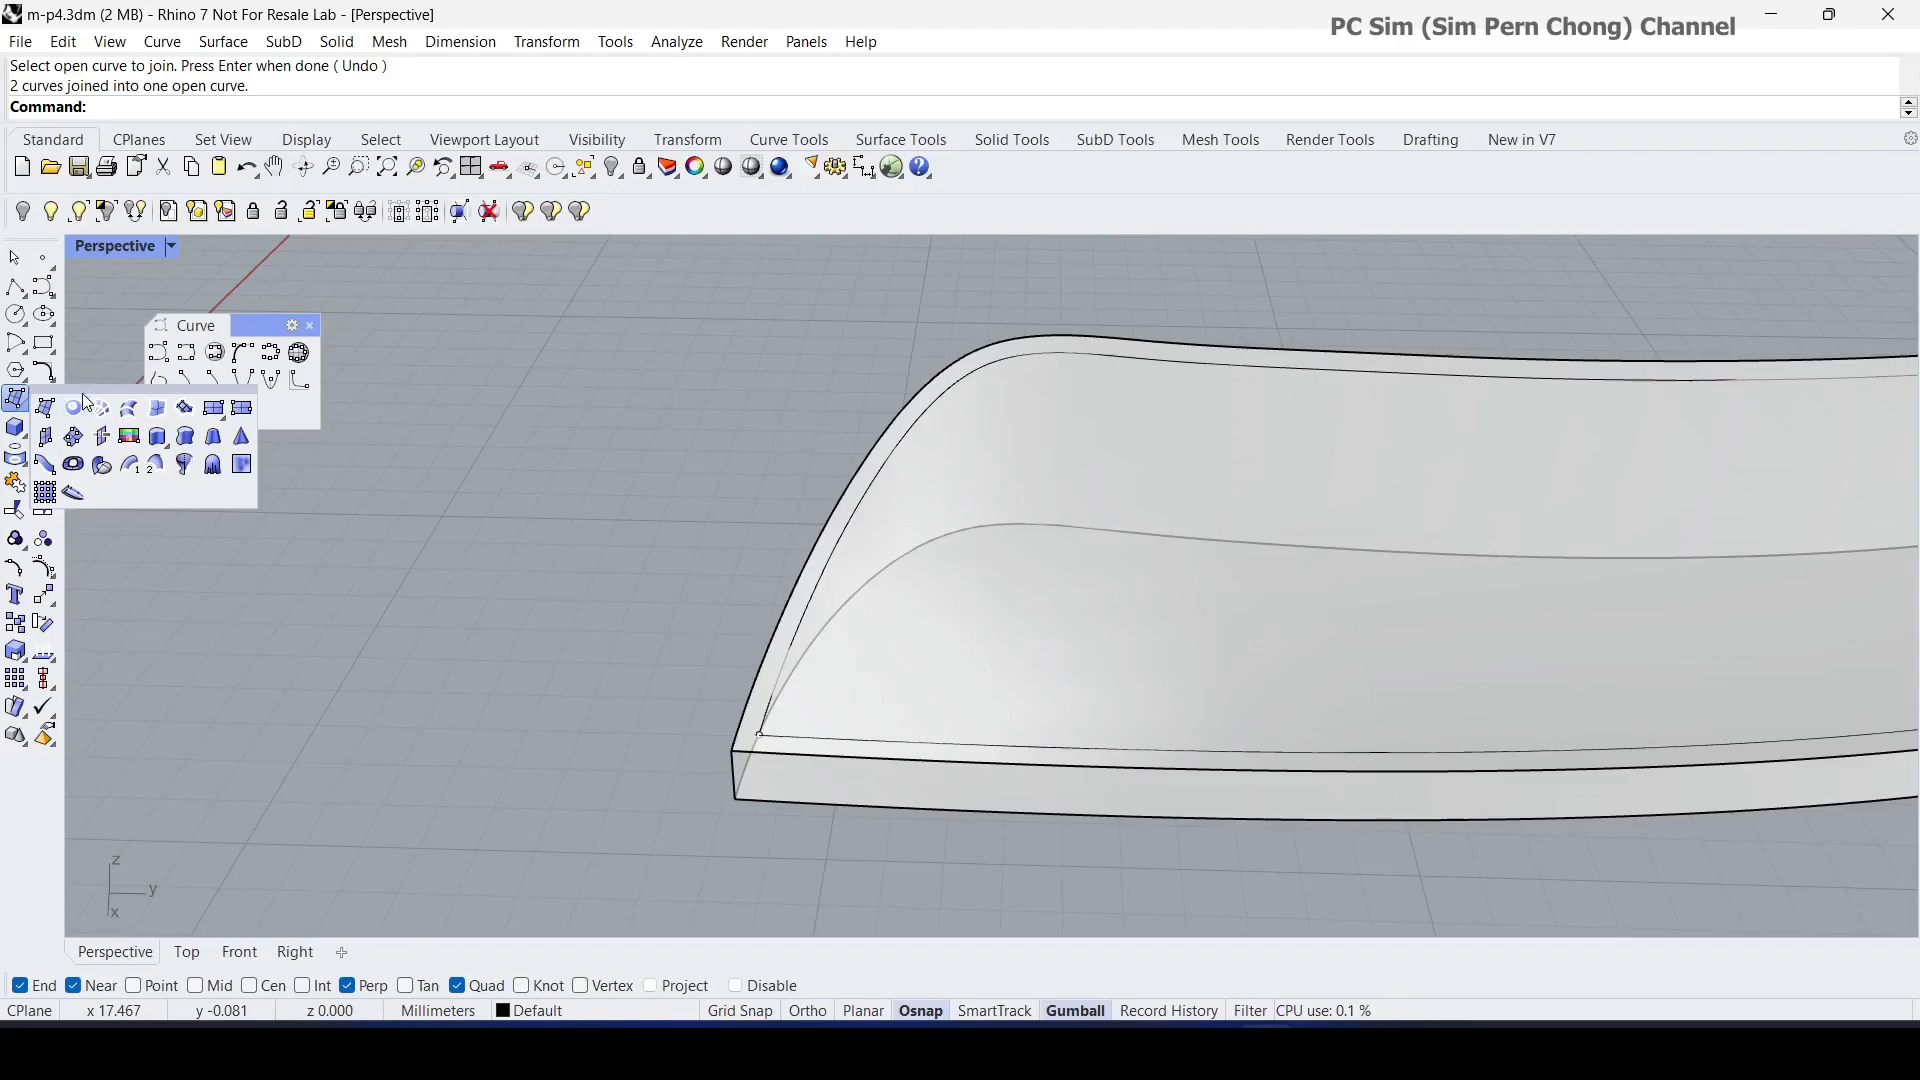 m-p4.3dm (2 MB) - Rhino 7 Not For Resale Lab - [Perspective]
PC Sim (Sim Pern Chong) Channel
File Edit View Curve Surface SubD Solid Mesh Dimension Transform Tools Analyze Render Panels Help
Select open curve to join. Press Enter when done ( Undo )
2 curves joined into one open curve.
Command:
Standard CPlanes Set View Display Select Viewport Layout Visibility Transform Curve Tools Surface Tools Solid Tools SubD Tools Mesh Tools Render Tools Drafting New in V7
Perspective
Curve
1 2
z
y
x
Perspective Top Front Right
End Near Point Mid Cen Int Perp Tan Quad Knot Vertex Project Disable
CPlane x 17.467 y -0.081 z 0.000 Millimeters Default Grid Snap Ortho Planar Osnap SmartTrack Gumball Record History Filter CPU use: 0.1 %